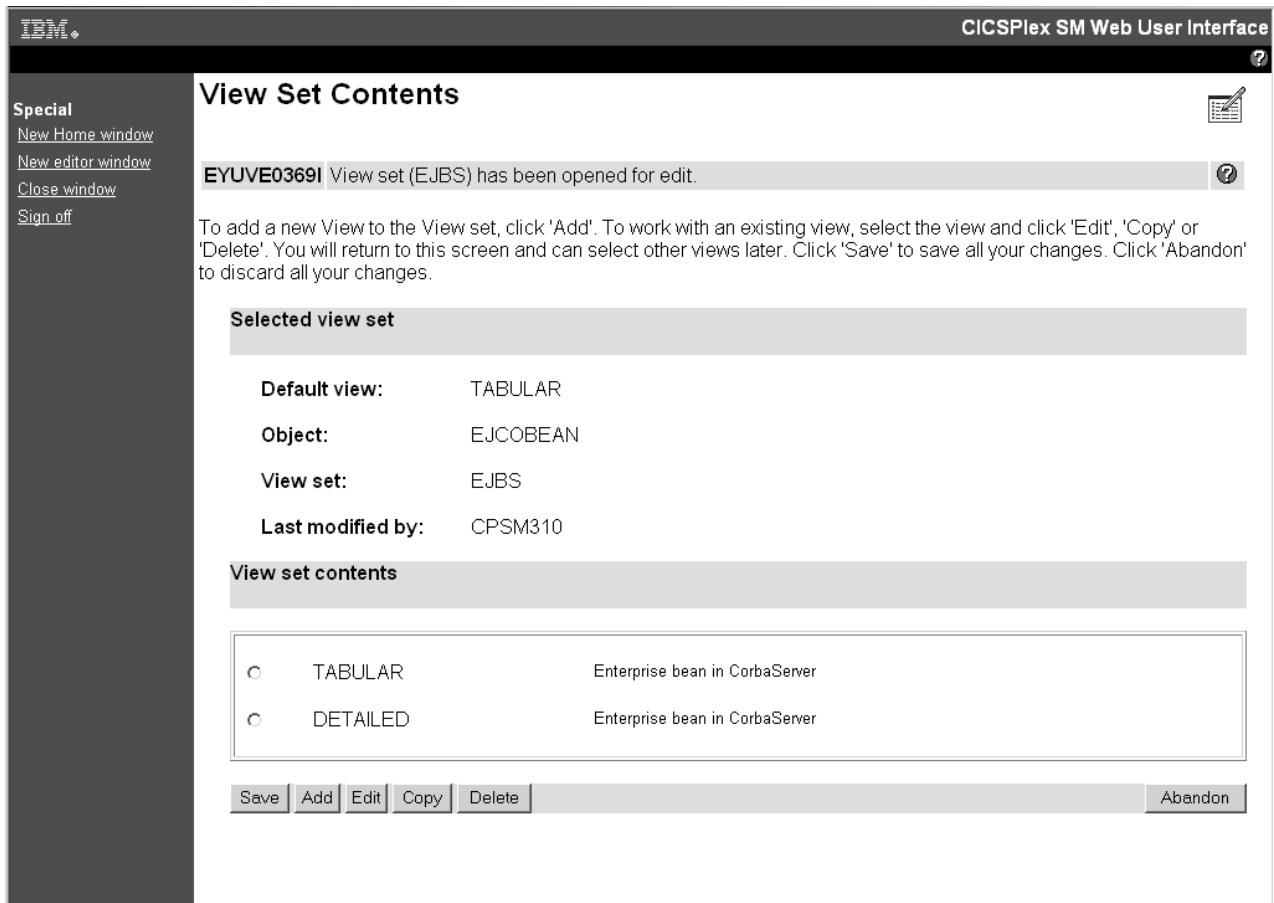 IBM.
CICSPlex SM Web User Interface
?
Special
New Home window
New editor window
Close window
Sign off
View Set Contents
EYUVE0369I View set (EJBS) has been opened for edit.
?
To add a new View to the View set, click 'Add'. To work with an existing view, select the view and click 'Edit', 'Copy' or
'Delete'. You will return to this screen and can select other views later. Click 'Save' to save all your changes. Click 'Abandon'
to discard all your changes.
Selected view set
Default view: TABULAR
Object: EJCOBEAN
View set: EJBS
Last modified by: CPSM310
View set contents
TABULAR Enterprise bean in CorbaServer
DETAILED Enterprise bean in CorbaServer
Save Add Edit Copy Delete Abandon